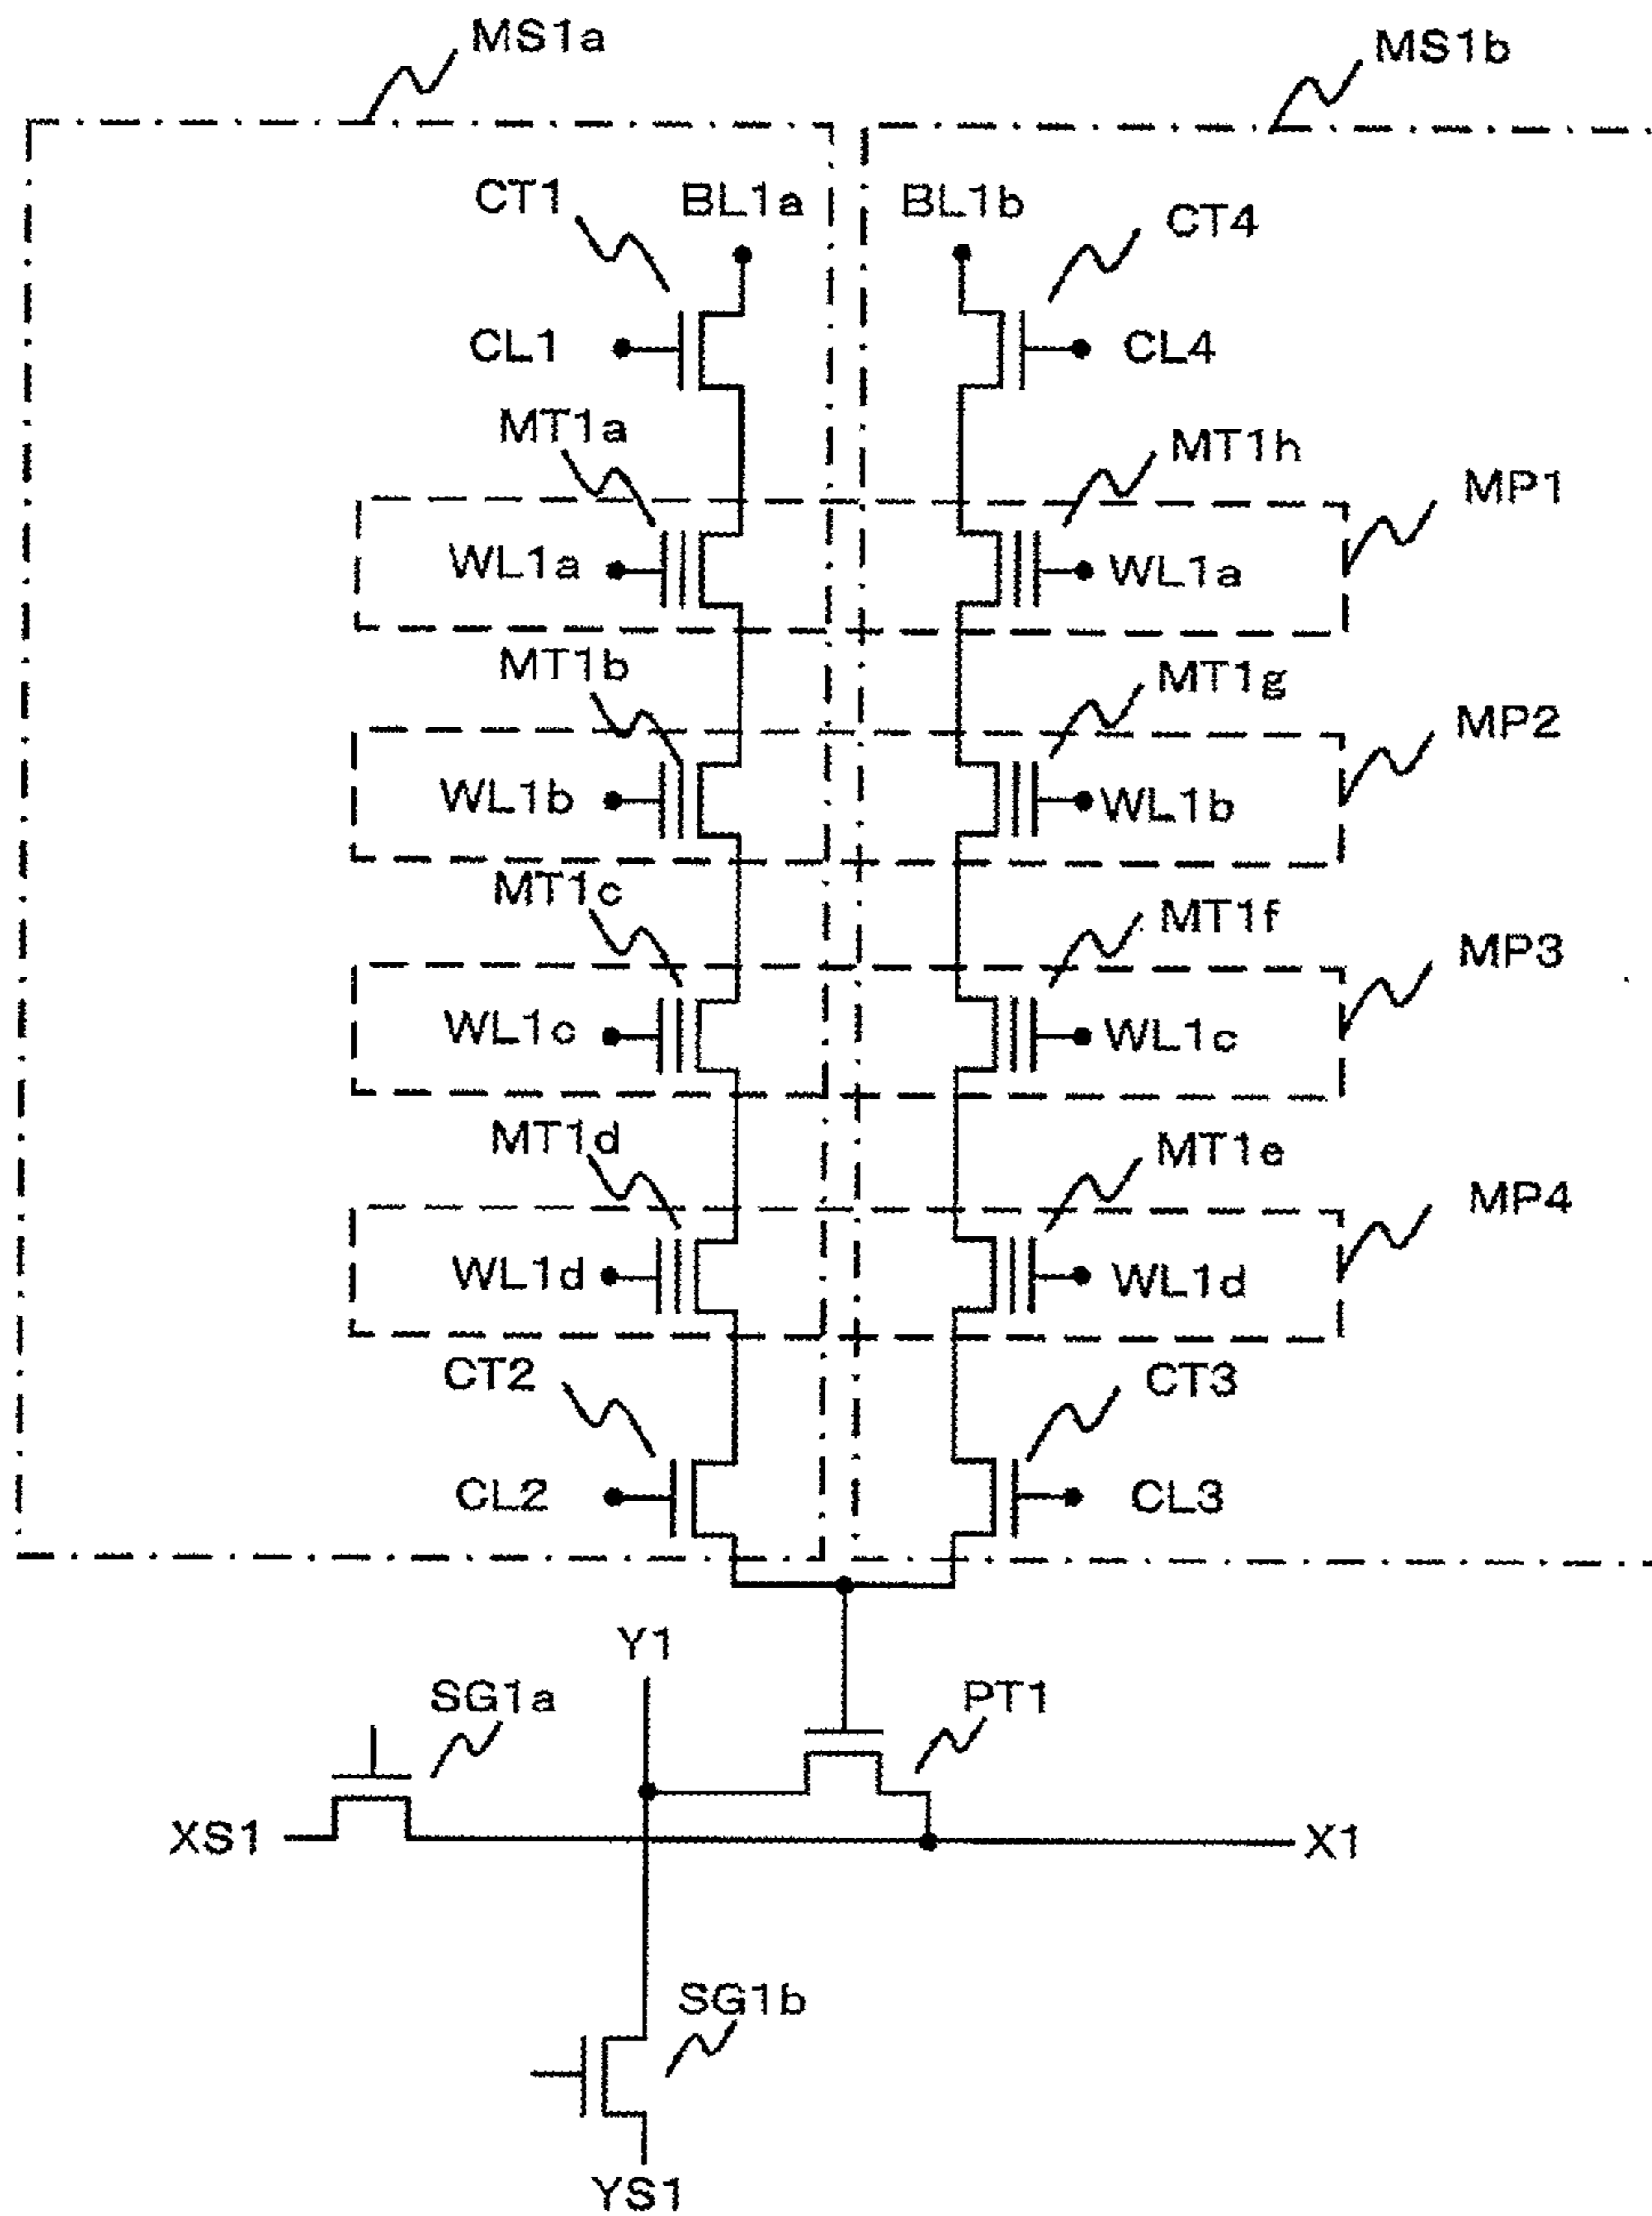 MS1a
MS1b
CT1
BL1a
BL1b
CT4
CL1
CL4
MT1a
MT1h
MP1
WL1a
WL1a
MT1b
MT1g
MP2
WL1b
WL1b
MT1c
MT1f
MP3
WL1c
WL1c
MT1d
MT1e
MP4
WL1d
WL1d
CT2
CT3
CL2
CL3
Y1
SG1a
PT1
XS1
X1
SG1b
YS1